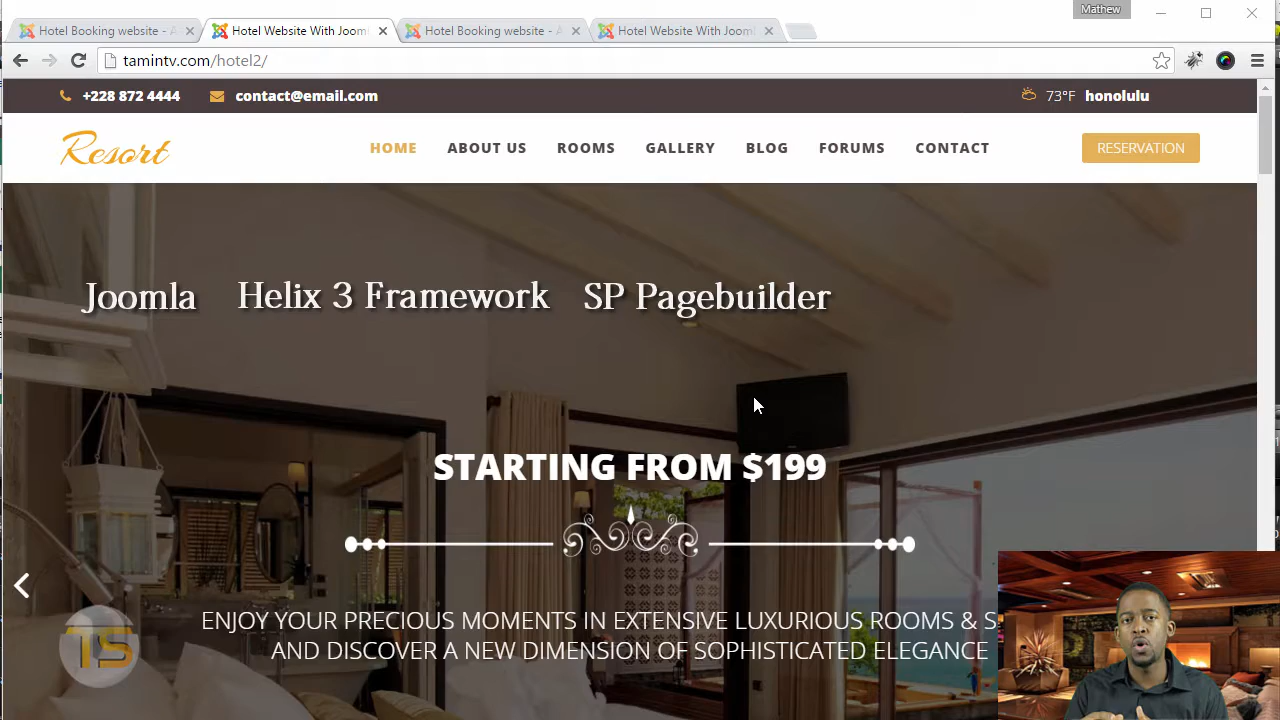 Mathew
Hotel Booking website - A
Hotel Website With Jooml
Hotel Booking website - A
Hotel Website With Jooml
tamintv.com/hotel2/
+228 872 4444 contact@email.com 73°F honolulu
Resort HOME ABOUT US ROOMS GALLERY BLOG FORUMS CONTACT RESERVATION
Joomla Helix 3 Framework SP Pagebuilder
STARTING FROM $199
ENJOY YOUR PRECIOUS MOMENTS IN EXTENSIVE LUXURIOUS ROOMS & S
AND DISCOVER A NEW DIMENSION OF SOPHISTICATED ELEGANCE
TS